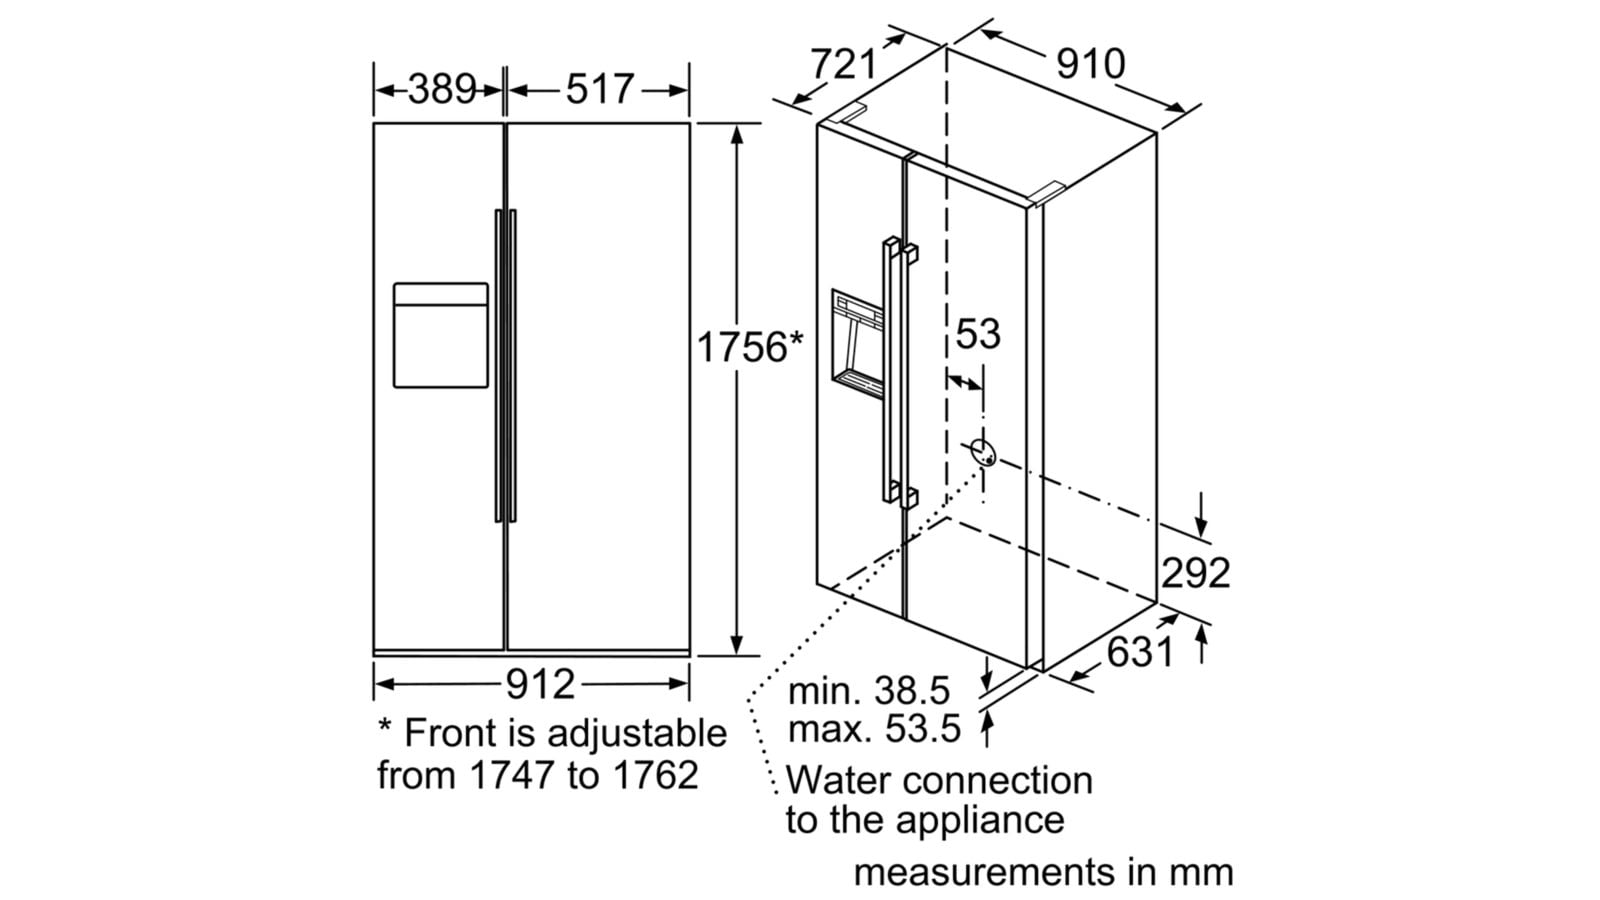 389
517
1756*
912
* Front is adjustable
from 1747 to 1762
721
910
53
292
631
min. 38.5
max. 53.5
Water connection
to the appliance
measurements in mm